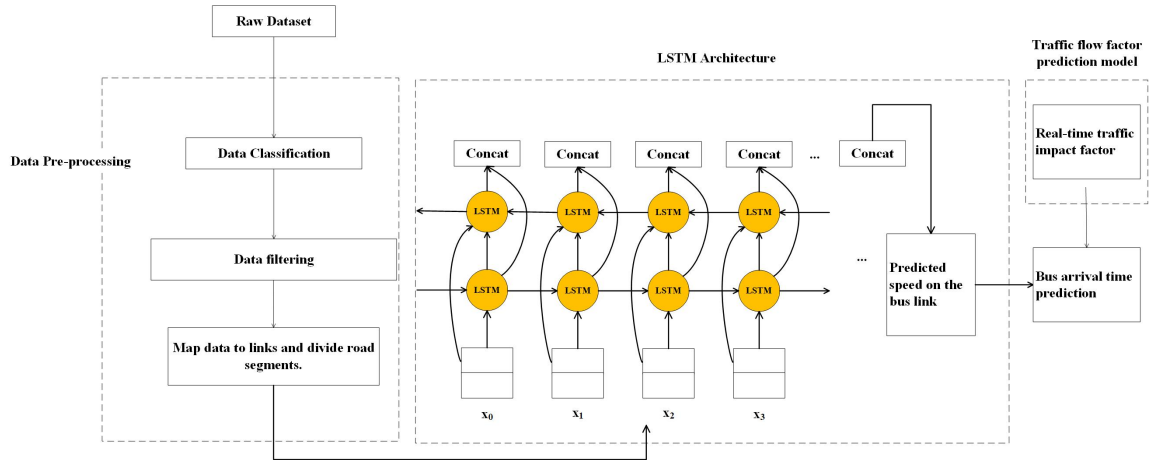 Raw Dataset
Data Pre-processing
Data Classification
Data filtering
Map data to links and divide road
segments.
LSTM Architecture
Concat
Concat
Concat
Concat
...
Concat
LSTM
LSTM
LSTM
LSTM
LSTM
LSTM
LSTM
LSTM
...
x₀
x₁
x₂
x₃
Predicted
speed on the
bus link
Traffic flow factor
prediction model
Real-time traffic
impact factor
Bus arrival time
prediction